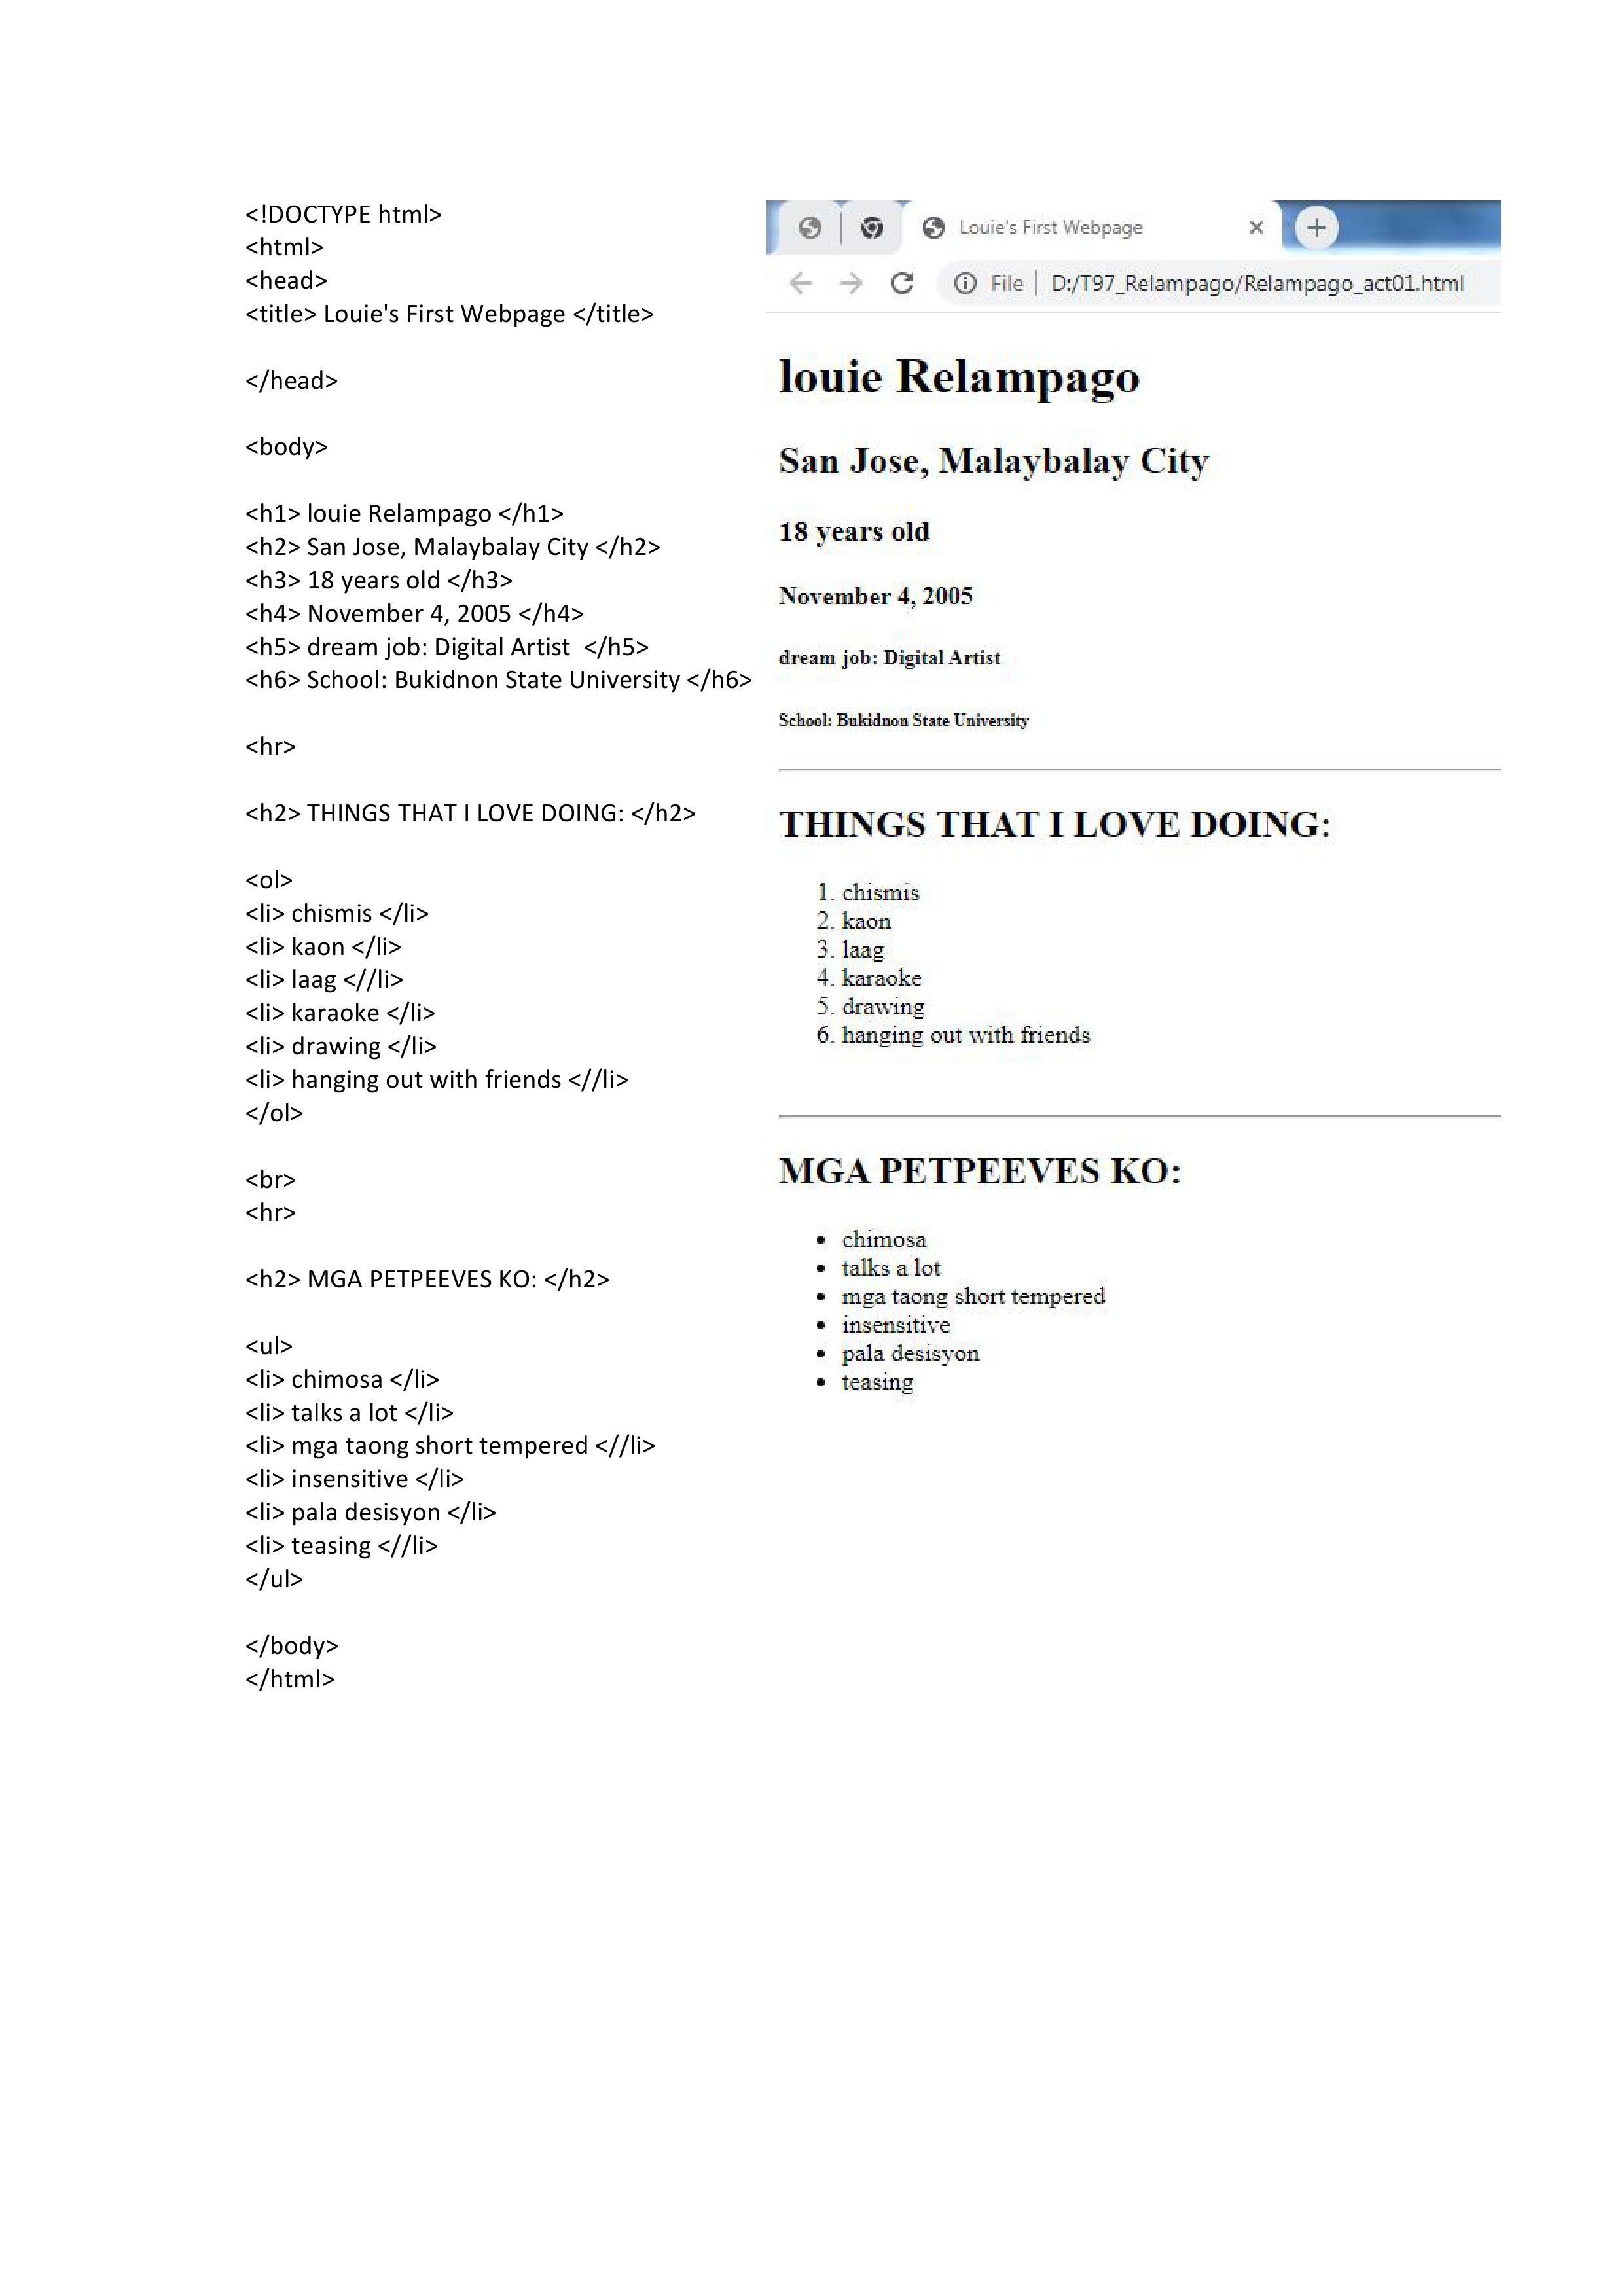 <!DOCTYPE html>
<html>
<head>
<title> Louie's First Webpage </title>
</head>
<body>
<h1> louie Relampago </h1>
<h2> San Jose, Malaybalay City </h2>
<h3> 18 years old </h3>
<h4> November 4, 2005 </h4>
<h5> dream job: Digital Artist  </h5>
<h6> School: Bukidnon State University </h6>
<hr>
<h2> THINGS THAT I LOVE DOING: </h2>
<ol>
<li> chismis </li>
<li> kaon </li>
<li> laag <//li>
<li> karaoke </li>
<li> drawing </li>
<li> hanging out with friends <//li>
</ol>
<br>
<hr>
<h2> MGA PETPEEVES KO: </h2>
<ul>
<li> chimosa </li>
<li> talks a lot </li>
<li> mga taong short tempered <//li>
<li> insensitive </li>
<li> pala desisyon </li>
<li> teasing <//li>
</ul>
</body>
</html>
Louie's First Webpage
File | D:/T97_Relampago/Relampago_act01.html
louie Relampago
San Jose, Malaybalay City
18 years old
November 4, 2005
dream job: Digital Artist
School: Bukidnon State University
THINGS THAT I LOVE DOING:
1. chismis
2. kaon
3. laag
4. karaoke
5. drawing
6. hanging out with friends
MGA PETPEEVES KO:
• chimosa
• talks a lot
• mga taong short tempered
• insensitive
• pala desisyon
• teasing